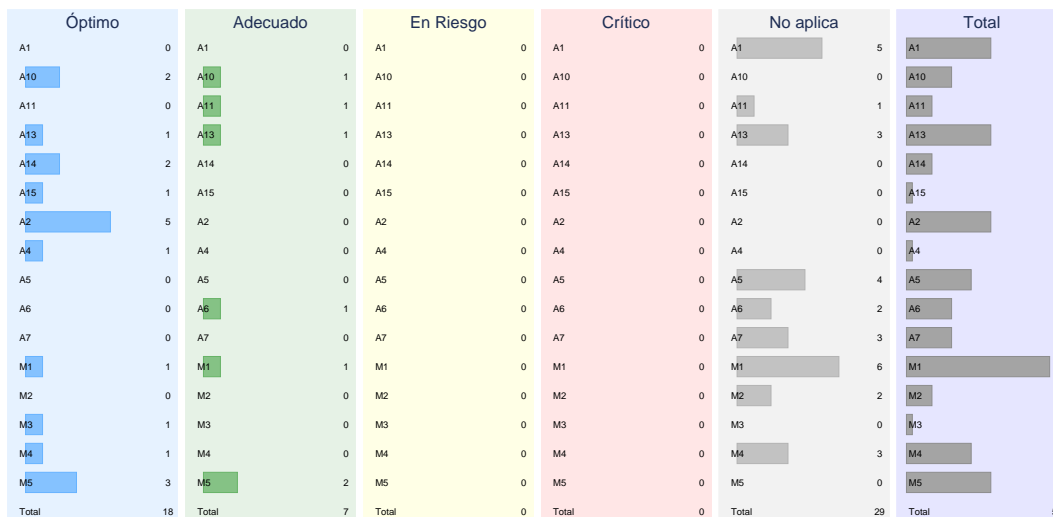 Óptimo Adecuado En Riesgo Crítico No aplica Total
A1 0 A1 0 A1 0 A1 0 A1 5 A1
A10 2 A10 1 A10 0 A10 0 A10 0 A10
A11 0 A11 1 A11 0 A11 0 A11 1 A11
A13 1 A13 1 A13 0 A13 0 A13 3 A13
A14 2 A14 0 A14 0 A14 0 A14 0 A14
A15 1 A15 0 A15 0 A15 0 A15 0 A15
A2 5 A2 0 A2 0 A2 0 A2 0 A2
A4 1 A4 0 A4 0 A4 0 A4 0 A4
A5 0 A5 0 A5 0 A5 0 A5 4 A5
A6 0 A6 1 A6 0 A6 0 A6 2 A6
A7 0 A7 0 A7 0 A7 0 A7 3 A7
M1 1 M1 1 M1 0 M1 0 M1 6 M1
M2 0 M2 0 M2 0 M2 0 M2 2 M2
M3 1 M3 0 M3 0 M3 0 M3 0 M3
M4 1 M4 0 M4 0 M4 0 M4 3 M4
M5 3 M5 2 M5 0 M5 0 M5 0 M5
Total 18 Total 7 Total 0 Total 0 Total 29 Total